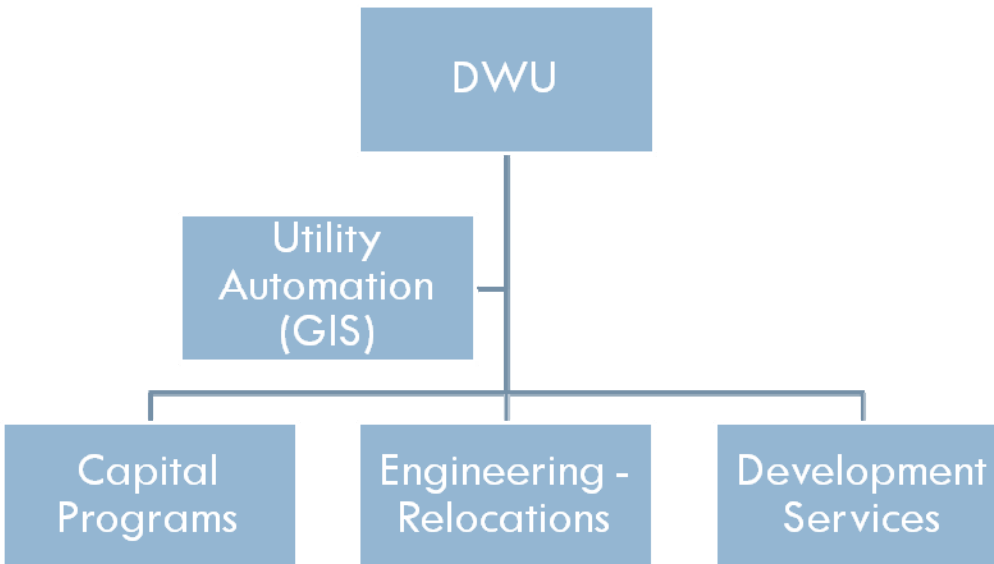 DWU
Utility
Automation
(GIS)
Capital
Programs
Engineering -
Relocations
Development
Services